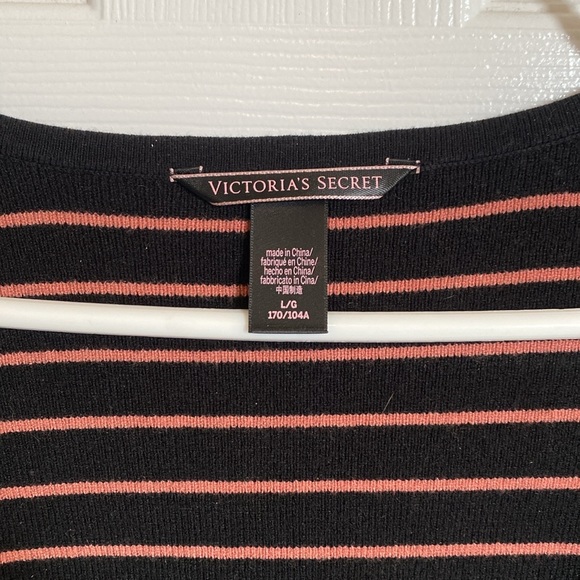 VICTORIA'S SECRET
made in China/
fabriqué en Chine/
hecho en China/
fabbricato in Cina/
中国制造
L/G
170/104A